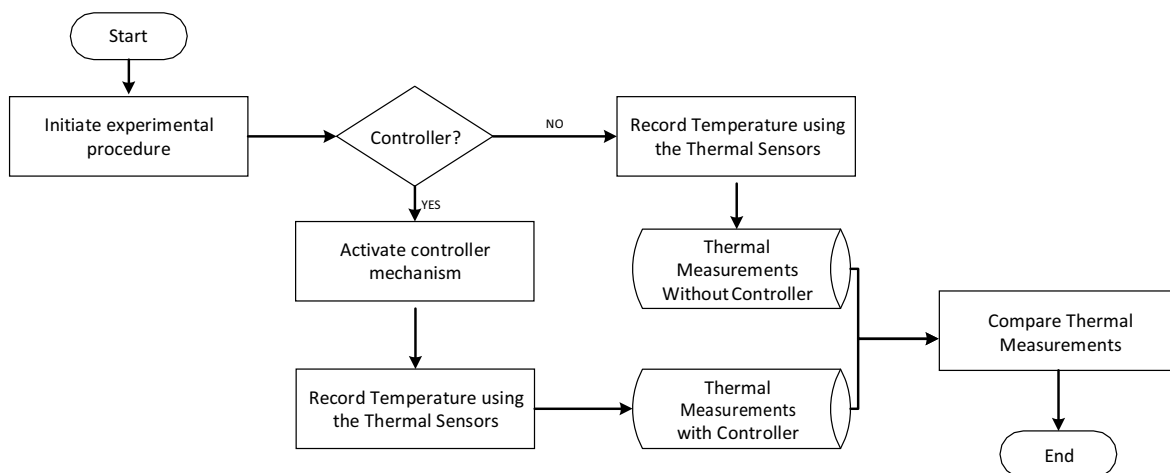 Start
Initiate experimental
procedure
Controller?
NO
Record Temperature using
the Thermal Sensors
YES
Activate controller
mechanism
Thermal
Measurements
Without Controller
Compare Thermal
Measurements
Record Temperature using
the Thermal Sensors
Thermal
Measurements
with Controller
End